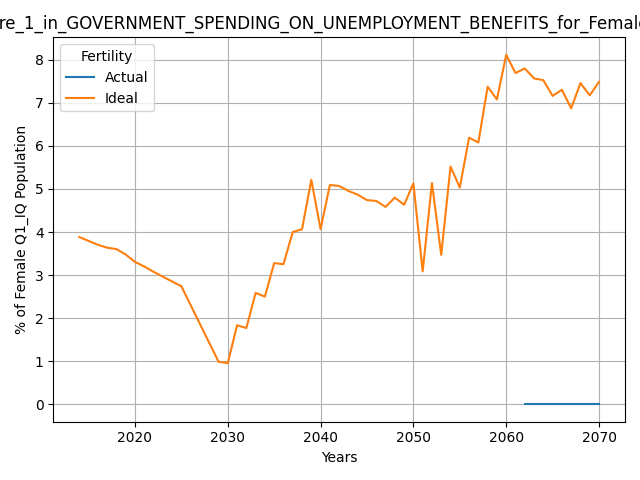 re_1_in_GOVERNMENT_SPENDING_ON_UNEMPLOYMENT_BENEFITS_for_Female
Fertility
Actual
Ideal
% of Female Q1_IQ Population
8
7
6
5
4
3
2
1
0
2020 2030 2040 2050 2060 2070
Years